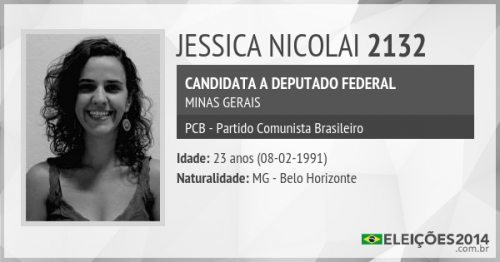 JESSICA NICOLAI 2132
CANDIDATA A DEPUTADO FEDERAL
MINAS GERAIS
PCB - Partido Comunista Brasileiro
Idade: 23 anos (08-02-1991)
Naturalidade: MG - Belo Horizonte
ELEIÇÕES2014
.com.br